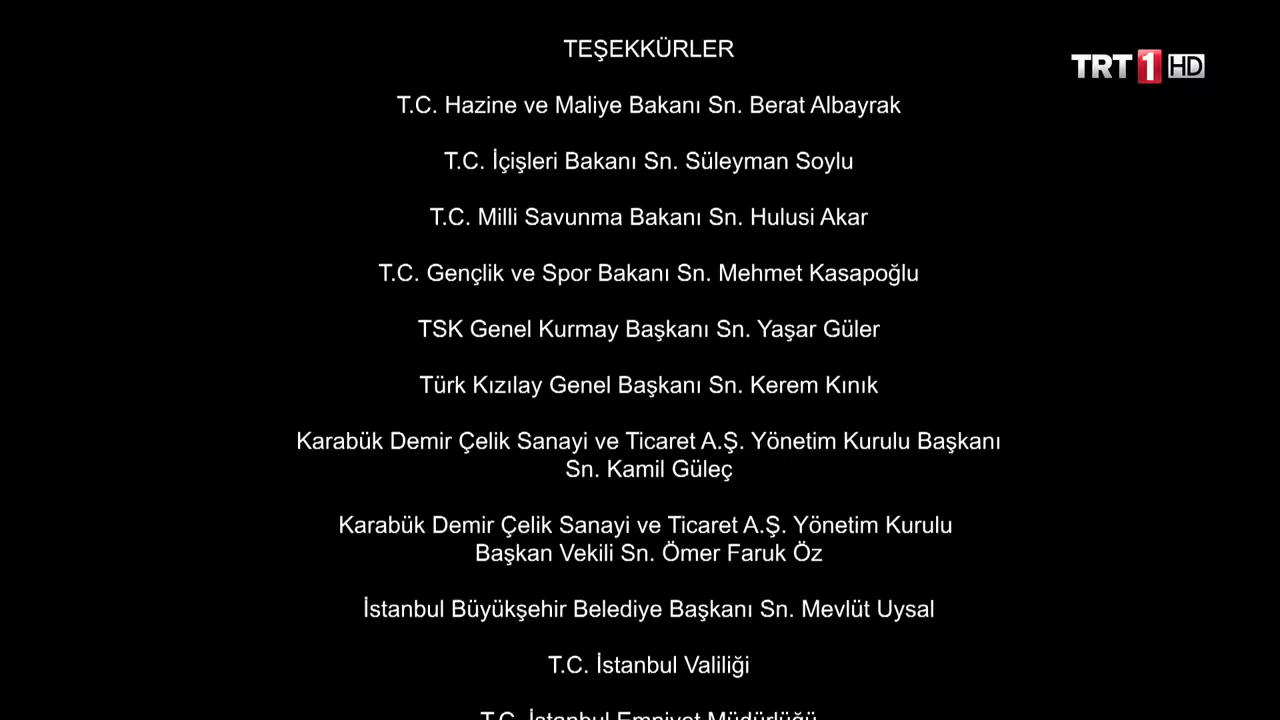 TEŞEKKÜRLER
TRT 1 HD
T.C. Hazine ve Maliye Bakanı Sn. Berat Albayrak
T.C. İçişleri Bakanı Sn. Süleyman Soylu
T.C. Milli Savunma Bakanı Sn. Hulusi Akar
T.C. Gençlik ve Spor Bakanı Sn. Mehmet Kasapoğlu
TSK Genel Kurmay Başkanı Sn. Yaşar Güler
Türk Kızılay Genel Başkanı Sn. Kerem Kınık
Karabük Demir Çelik Sanayi ve Ticaret A.Ş. Yönetim Kurulu Başkanı
Sn. Kamil Güleç
Karabük Demir Çelik Sanayi ve Ticaret A.Ş. Yönetim Kurulu
Başkan Vekili Sn. Ömer Faruk Öz
İstanbul Büyükşehir Belediye Başkanı Sn. Mevlüt Uysal
T.C. İstanbul Valiliği
T.C. İstanbul Emniyet Müdürlüğü